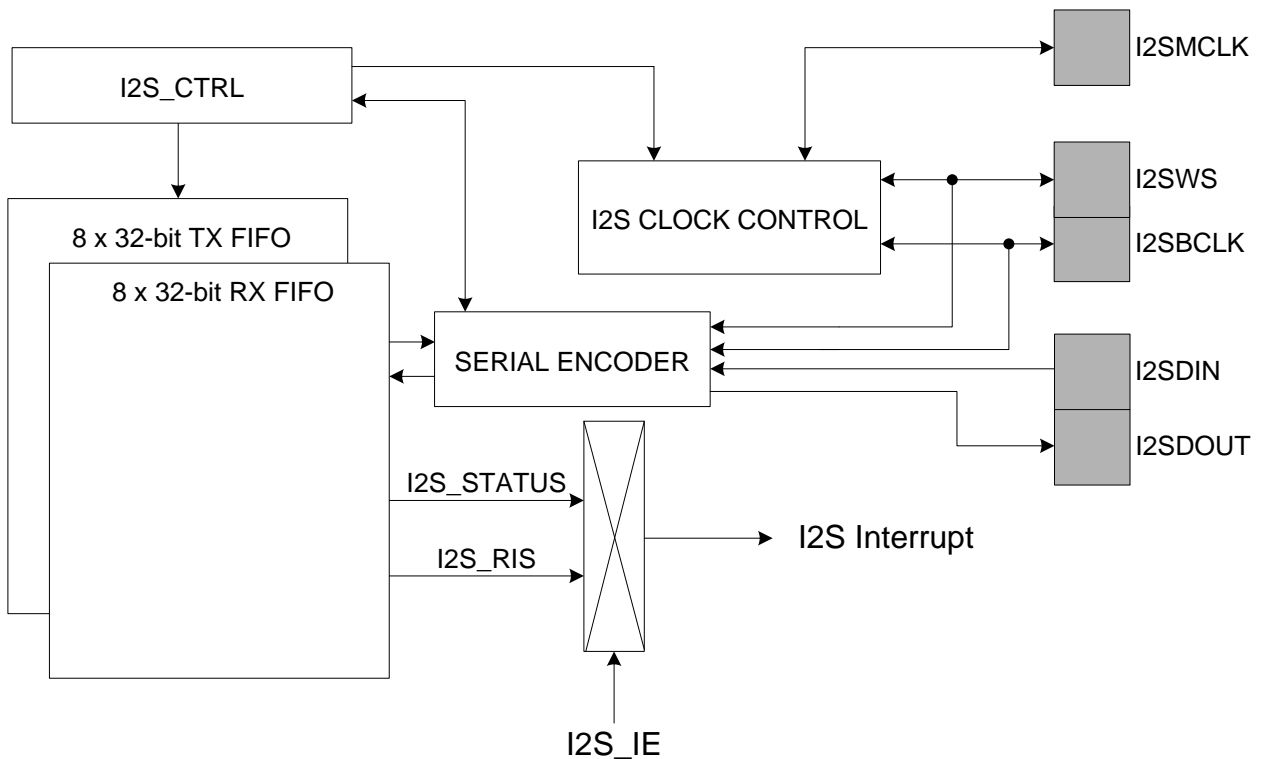 I2SMCLK
I2S_CTRL
I2SWS
I2S CLOCK CONTROL
8 x 32-bit TX FIFO
I2SBCLK
8 x 32-bit RX FIFO
SERIAL ENCODER
I2SDIN
I2SDOUT
I2S_STATUS
I2S Interrupt
I2S_RIS
I2S_IE